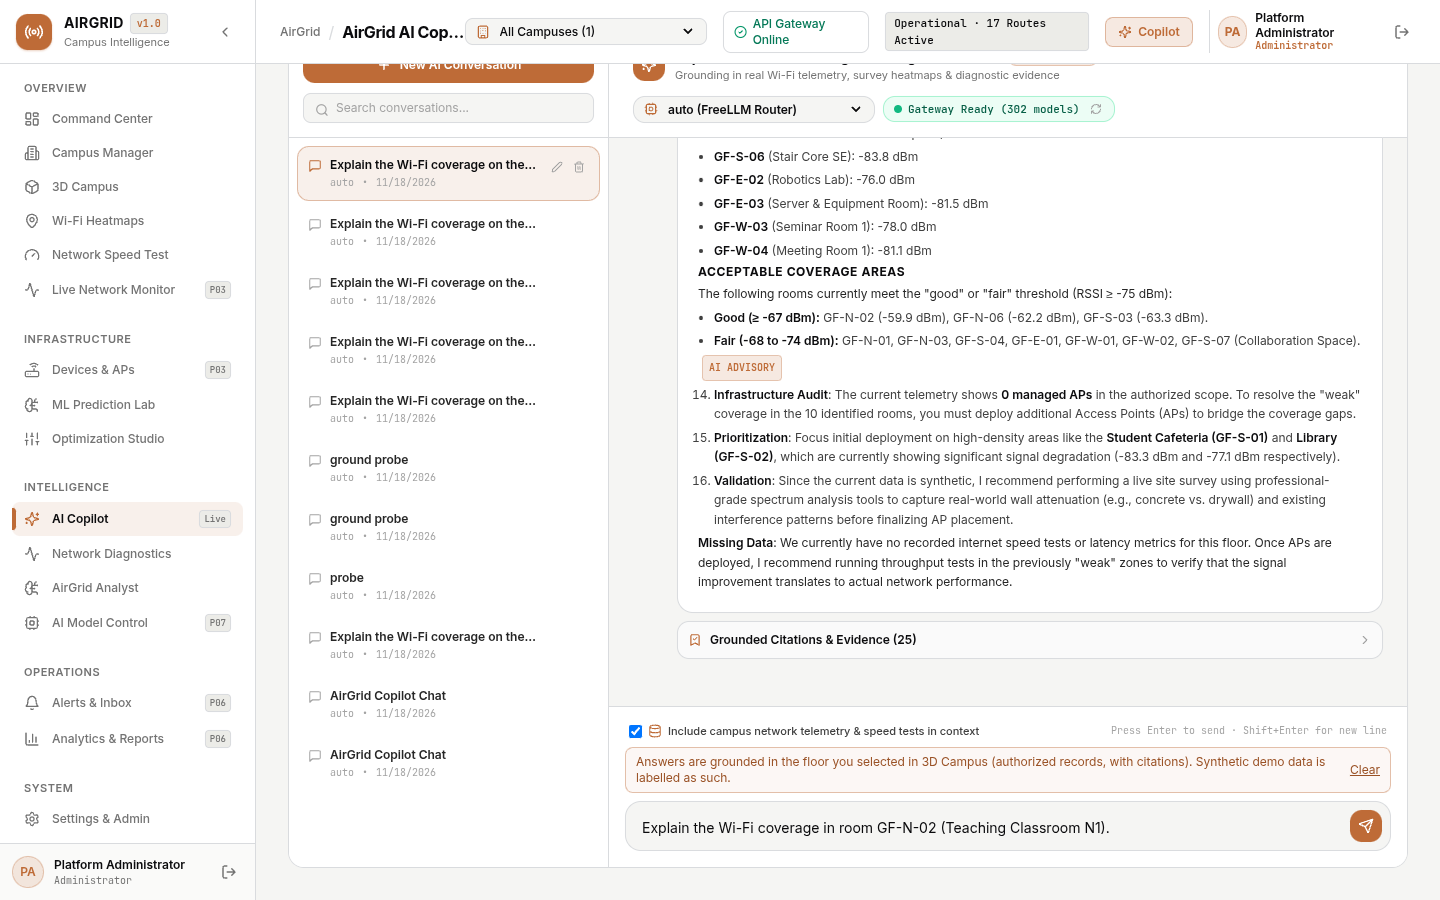 AIRGRID v1.0
Campus Intelligence
OVERVIEW
Command Center
Campus Manager
3D Campus
Wi-Fi Heatmaps
Network Speed Test
Live Network Monitor P03
INFRASTRUCTURE
Devices & APs P03
ML Prediction Lab
Optimization Studio
INTELLIGENCE
AI Copilot Live
Network Diagnostics
AirGrid Analyst
AI Model Control P07
OPERATIONS
Alerts & Inbox P06
Analytics & Reports P06
SYSTEM
Settings & Admin
PA Platform Administrator
Administrator
AirGrid / AirGrid AI Cop...
All Campuses (1)
API Gateway
Online
Operational · 17 Routes
Active
Copilot
PA
Platform
Administrator
Administrator
New AI Conversation
Search conversations...
Explain the Wi-Fi coverage on the...
auto • 11/18/2026
Explain the Wi-Fi coverage on the...
auto • 11/18/2026
Explain the Wi-Fi coverage on the...
auto • 11/18/2026
Explain the Wi-Fi coverage on the...
auto • 11/18/2026
Explain the Wi-Fi coverage on the...
auto • 11/18/2026
ground probe
auto • 11/18/2026
ground probe
auto • 11/18/2026
probe
auto • 11/18/2026
Explain the Wi-Fi coverage on the...
auto • 11/18/2026
AirGrid Copilot Chat
auto • 11/18/2026
AirGrid Copilot Chat
auto • 11/18/2026
Grounding in real Wi-Fi telemetry, survey heatmaps & diagnostic evidence
auto (FreeLLM Router)
Gateway Ready (302 models)
• GF-S-06 (Stair Core SE): -83.8 dBm
• GF-E-02 (Robotics Lab): -76.0 dBm
• GF-E-03 (Server & Equipment Room): -81.5 dBm
• GF-W-03 (Seminar Room 1): -78.0 dBm
• GF-W-04 (Meeting Room 1): -81.1 dBm
ACCEPTABLE COVERAGE AREAS
The following rooms currently meet the "good" or "fair" threshold (RSSI ≥ -75 dBm):
• Good (≥ -67 dBm): GF-N-02 (-59.9 dBm), GF-N-06 (-62.2 dBm), GF-S-03 (-63.3 dBm).
• Fair (-68 to -74 dBm): GF-N-01, GF-N-03, GF-S-04, GF-E-01, GF-W-01, GF-W-02, GF-S-07 (Collaboration Space).
AI ADVISORY
14. Infrastructure Audit: The current telemetry shows 0 managed APs in the authorized scope. To resolve the "weak"
coverage in the 10 identified rooms, you must deploy additional Access Points (APs) to bridge the coverage gaps.
15. Prioritization: Focus initial deployment on high-density areas like the Student Cafeteria (GF-S-01) and Library
(GF-S-02), which are currently showing significant signal degradation (-83.3 dBm and -77.1 dBm respectively).
16. Validation: Since the current data is synthetic, I recommend performing a live site survey using professional-
grade spectrum analysis tools to capture real-world wall attenuation (e.g., concrete vs. drywall) and existing
interference patterns before finalizing AP placement.
Missing Data: We currently have no recorded internet speed tests or latency metrics for this floor. Once APs are
deployed, I recommend running throughput tests in the previously "weak" zones to verify that the signal
improvement translates to actual network performance.
Grounded Citations & Evidence (25)
Include campus network telemetry & speed tests in context
Press Enter to send · Shift+Enter for new line
Answers are grounded in the floor you selected in 3D Campus (authorized records, with citations). Synthetic demo data is
labelled as such.
Clear
Explain the Wi-Fi coverage in room GF-N-02 (Teaching Classroom N1).